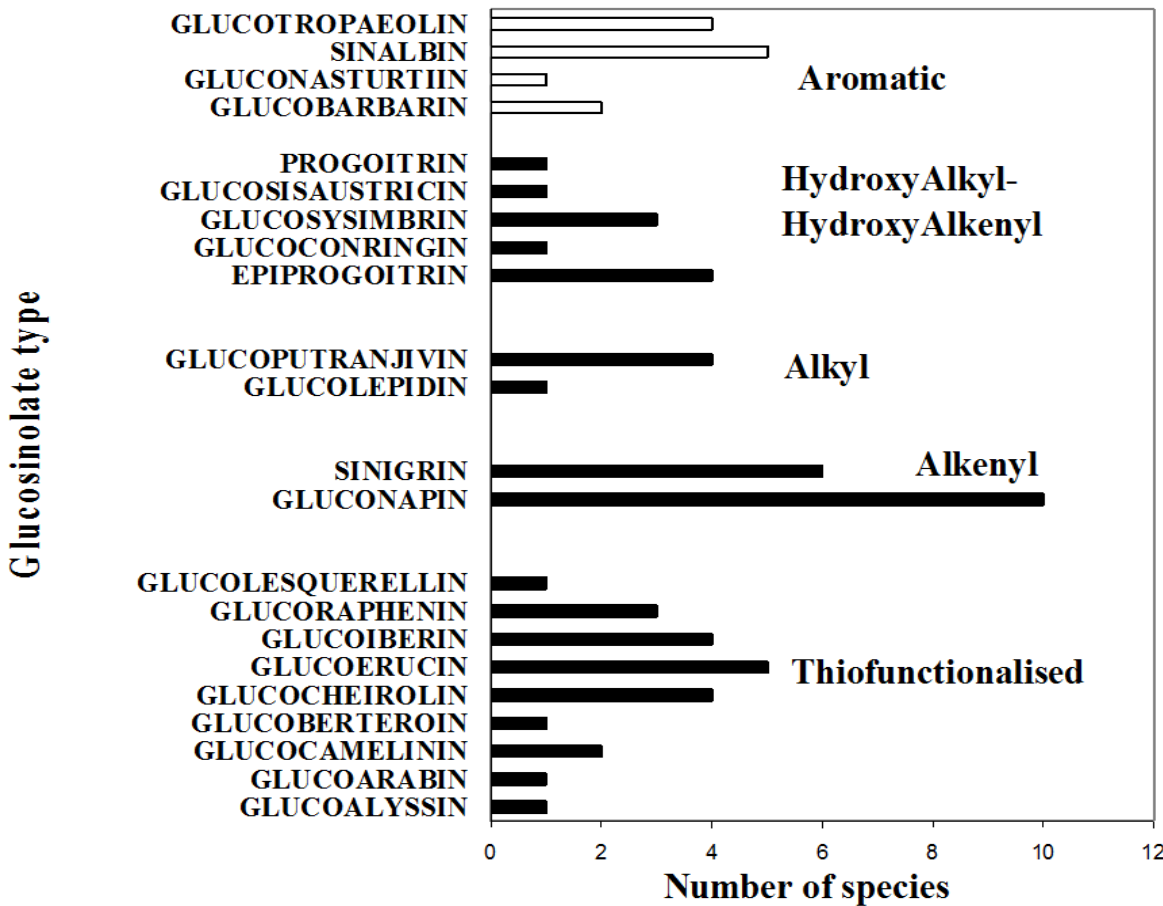 GLUCOTROPAEOLIN
SINALBIN
GLUCONASTURTIIN
GLUCOBARBARIN
Aromatic
PROGOITRIN
GLUCOSISAUSTRICIN
GLUCOSYSIMBRIN
GLUCOCONRINGIN
EPIPROGOITRIN
HydroxyAlkyl-
HydroxyAlkenyl
GLUCOPUTRANJIVIN
GLUCOLEPIDIN
Alkyl
SINIGRIN
GLUCONAPIN
Alkenyl
GLUCOLESQUERELLIN
GLUCORAPHENIN
GLUCOIBERIN
GLUCOERUCIN
GLUCOCHEIROLIN
GLUCOBERTEROIN
GLUCOCAMELININ
GLUCOARABIN
GLUCOALYSSIN
Thiofunctionalised
Glucosinolate type
0 2 4 6 8 10 12
Number of species